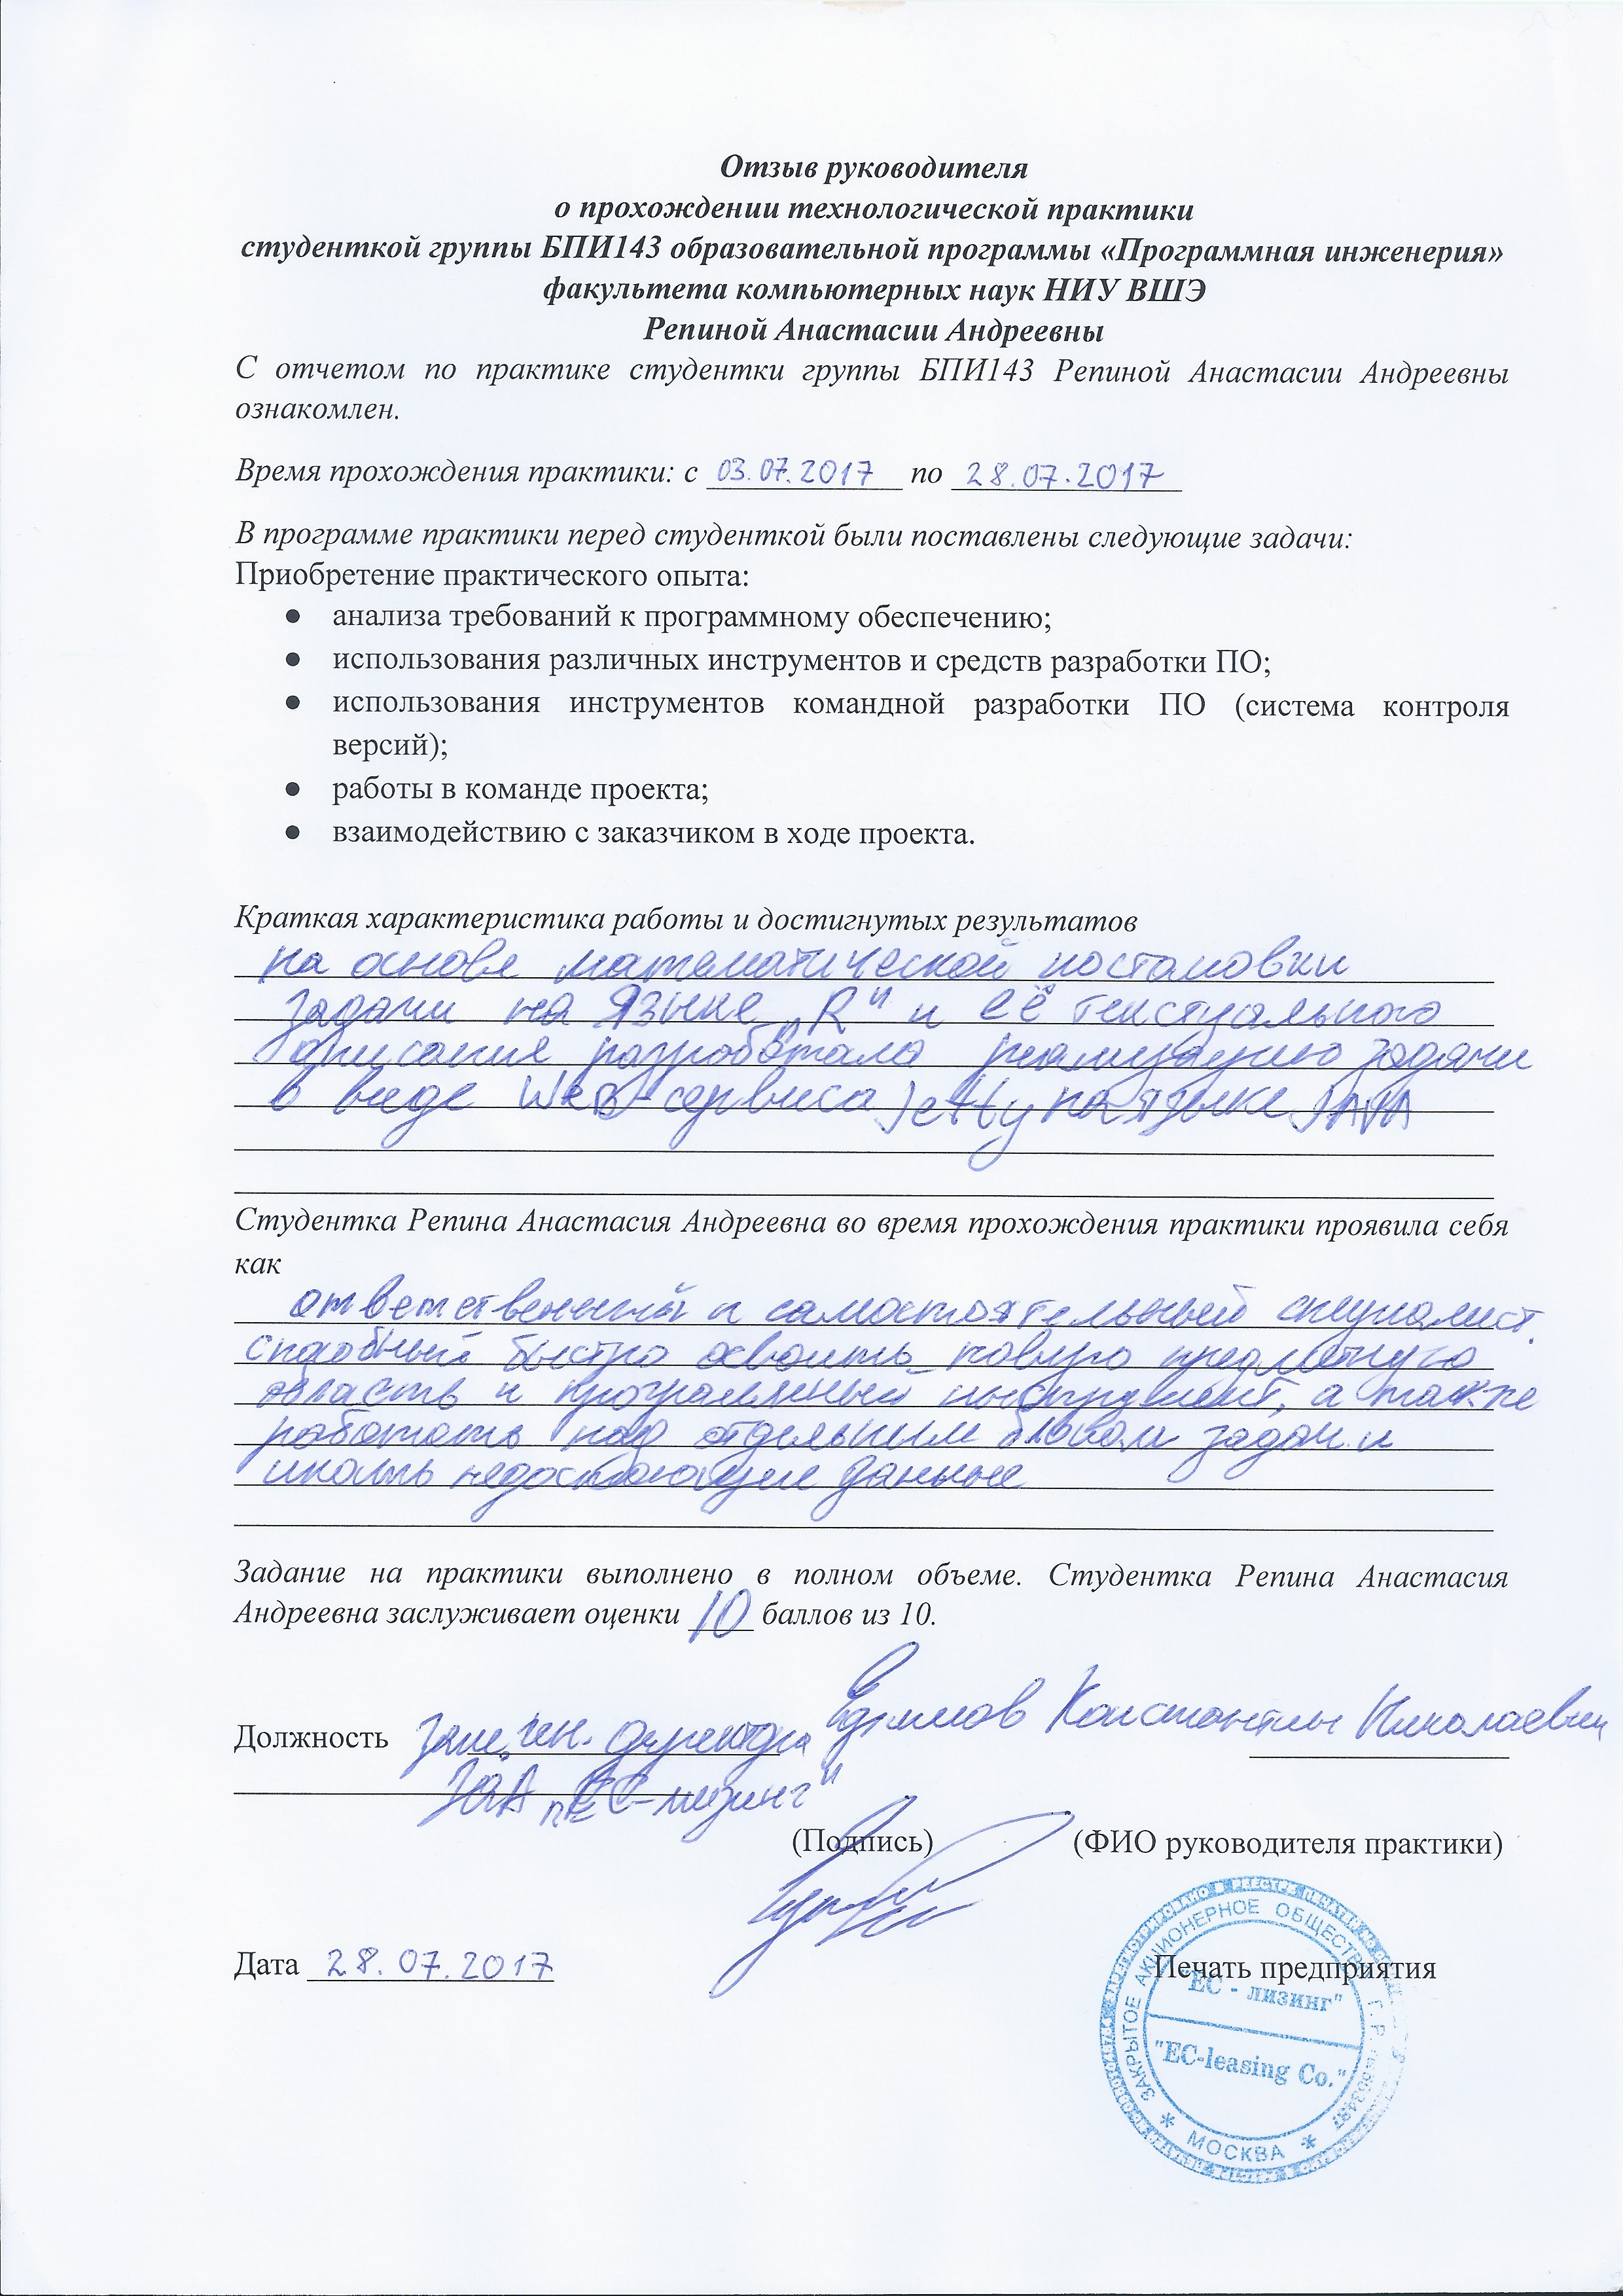 Отзыв руководителя
о прохождении технологической практики
студенткой группы БПИ143 образовательной программы «Программная инженерия»
факультета компьютерных наук НИУ ВШЭ
Репиной Анастасии Андреевны
С отчетом по практике студентки группы БПИ143 Репиной Анастасии Андреевны
ознакомлен.
Время прохождения практики: с 03.07.2017 по 28.07.2017
В программе практики перед студенткой были поставлены следующие задачи:
Приобретение практического опыта:
● анализа требований к программному обеспечению;
● использования различных инструментов и средств разработки ПО;
● использования инструментов командной разработки ПО (система контроля
версий);
● работы в команде проекта;
● взаимодействию с заказчиком в ходе проекта.
Краткая характеристика работы и достигнутых результатов
на основе математической постановки
задачи на языке „R" и её текстуального
описания разработала реализацию задачи
в виде Web-сервиса Jetty на языке JAVA
Студентка Репина Анастасия Андреевна во время прохождения практики проявила себя
как
ответственный и самостоятельный специалист,
способный быстро освоить новую предметную
область и программный инструмент, а также
работать над отдельным блоком задач и
искать недостающие данные
Задание на практики выполнено в полном объеме. Студентка Репина Анастасия
Андреевна заслуживает оценки 10 баллов из 10.
Должность Зам. ген. директора Константин Николаевич
ЗАО „ЕС-лизинг"
(Подпись) (ФИО руководителя практики)
Дата 28.07.2017 Печать предприятия
ЗАКРЫТОЕ АКЦИОНЕРНОЕ ОБЩЕСТВО
"ЕС - лизинг"
"EC-leasing Co."
* МОСКВА *